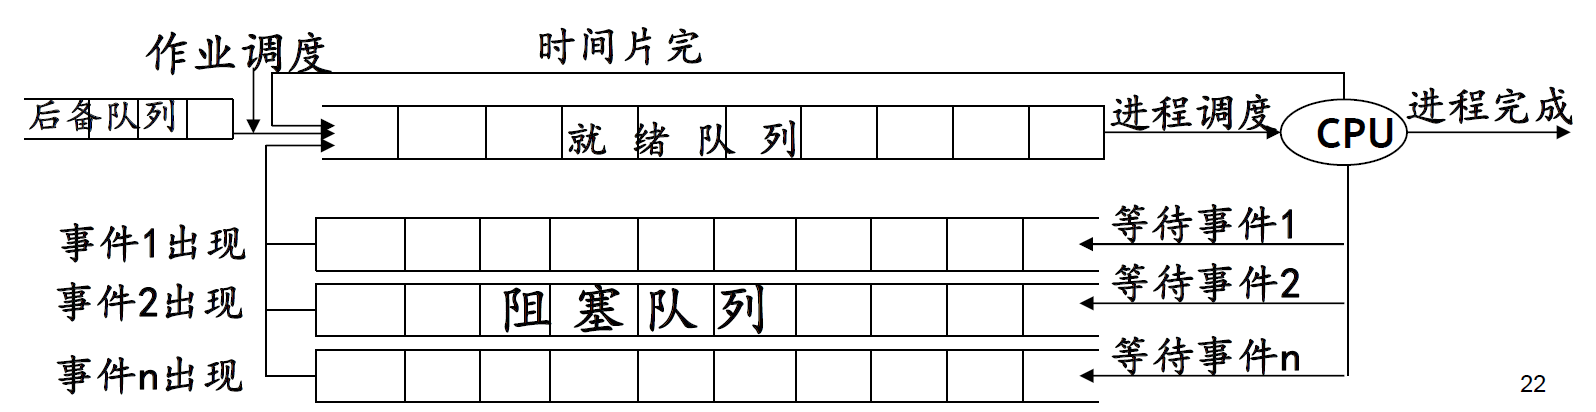 作业调度
时间片完
后备队列
就绪队列
进程调度
CPU
进程完成
事件1出现
等待事件1
事件2出现
阻塞队列
等待事件2
事件n出现
等待事件n
22